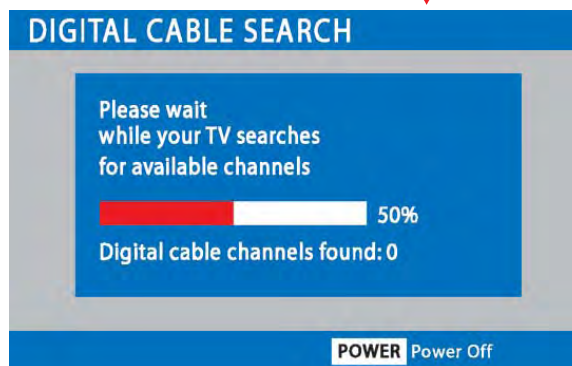 DIGITAL CABLE SEARCH
Please wait
while your TV searches
for available channels
50%
Digital cable channels found: 0
POWER Power Off